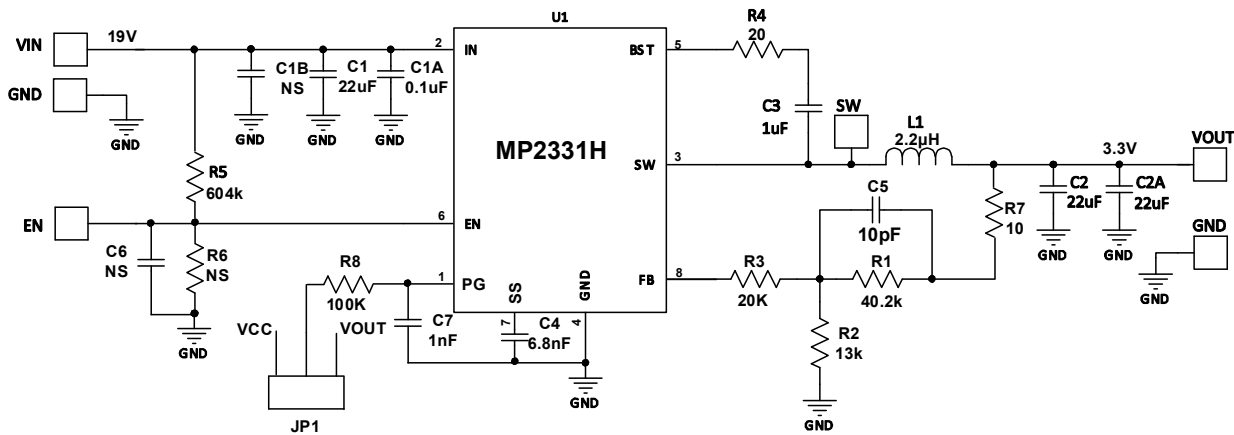 U1
VIN
19V
2
IN
GND
GND
GND
GND
GND
C1B
NS
C1
22uF
C1A
0.1uF
R5
604k
EN
6
EN
C6
NS
R6
NS
GND
R8
100K
1
PG
C7
1nF
VCC
VOUT
JP1
SS
7
C4
6.8nF
GND
4
GND
MP2331H
BST
5
R4
20
C3
1uF
SW
SW
3
L1
2.2µH
3.3V
VOUT
C2
22uF
C2A
22uF
GND
GND
GND
GND
R7
10
C5
10pF
FB
8
R3
20K
R1
40.2k
R2
13k
GND